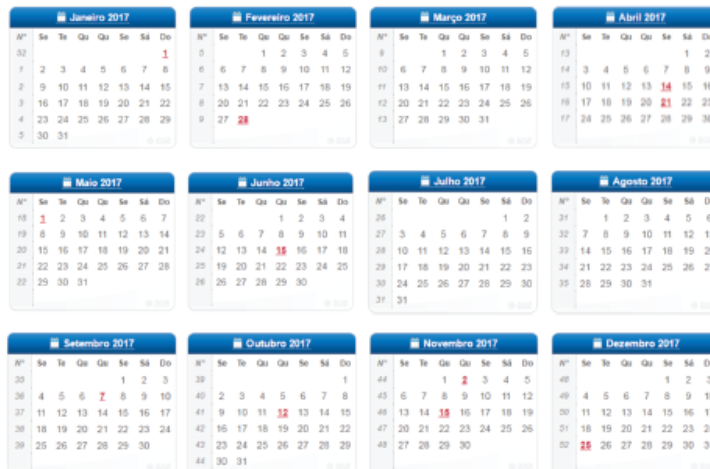 Janeiro 2017
Nº Se Te Qu Qu Se Sá Do
52 1
1 2 3 4 5 6 7 8
2 9 10 11 12 13 14 15
3 16 17 18 19 20 21 22
4 23 24 25 26 27 28 29
5 30 31
Fevereiro 2017
Nº Se Te Qu Qu Se Sá Do
5 1 2 3 4 5
6 6 7 8 9 10 11 12
7 13 14 15 16 17 18 19
8 20 21 22 23 24 25 26
9 27 28
Março 2017
Nº Se Te Qu Qu Se Sá Do
9 1 2 3 4 5
10 6 7 8 9 10 11 12
11 13 14 15 16 17 18 19
12 20 21 22 23 24 25 26
13 27 28 29 30 31
Abril 2017
Nº Se Te Qu Qu Se Sá
13 1 2
14 3 4 5 6 7 8 9
15 10 11 12 13 14 15 16
16 17 18 19 20 21 22 23
17 24 25 26 27 28 29 30
Maio 2017
Nº Se Te Qu Qu Se Sá Do
18 1 2 3 4 5 6 7
19 8 9 10 11 12 13 14
20 15 16 17 18 19 20 21
21 22 23 24 25 26 27 28
22 29 30 31
Junho 2017
Nº Se Te Qu Qu Se Sá Do
22 1 2 3 4
23 5 6 7 8 9 10 11
24 12 13 14 15 16 17 18
25 19 20 21 22 23 24 25
26 26 27 28 29 30
Julho 2017
Nº Se Te Qu Qu Se Sá Do
26 1 2
27 3 4 5 6 7 8 9
28 10 11 12 13 14 15 16
29 17 18 19 20 21 22 23
30 24 25 26 27 28 29 30
31 31
Agosto 2017
Nº Se Te Qu Qu Se Sá
31 1 2 3 4 5 6
32 7 8 9 10 11 12
33 14 15 16 17 18 19
34 21 22 23 24 25 26
35 28 29 30 31
Setembro 2017
Nº Se Te Qu Qu Se Sá Do
35 1 2 3
36 4 5 6 7 8 9 10
37 11 12 13 14 15 16 17
38 18 19 20 21 22 23 24
39 25 26 27 28 29 30
Outubro 2017
Nº Se Te Qu Qu Se Sá Do
39 1
40 2 3 4 5 6 7 8
41 9 10 11 12 13 14 15
42 16 17 18 19 20 21 22
43 23 24 25 26 27 28 29
44 30 31
Novembro 2017
Nº Se Te Qu Qu Se Sá Do
44 1 2 3 4 5
45 6 7 8 9 10 11 12
46 13 14 15 16 17 18 19
47 20 21 22 23 24 25 26
48 27 28 29 30
Dezembro 2017
Nº Se Te Qu Qu Se Sá
48 1 2 3
49 4 5 6 7 8 9
50 11 12 13 14 15 16
51 18 19 20 21 22 23
52 25 26 27 28 29 30